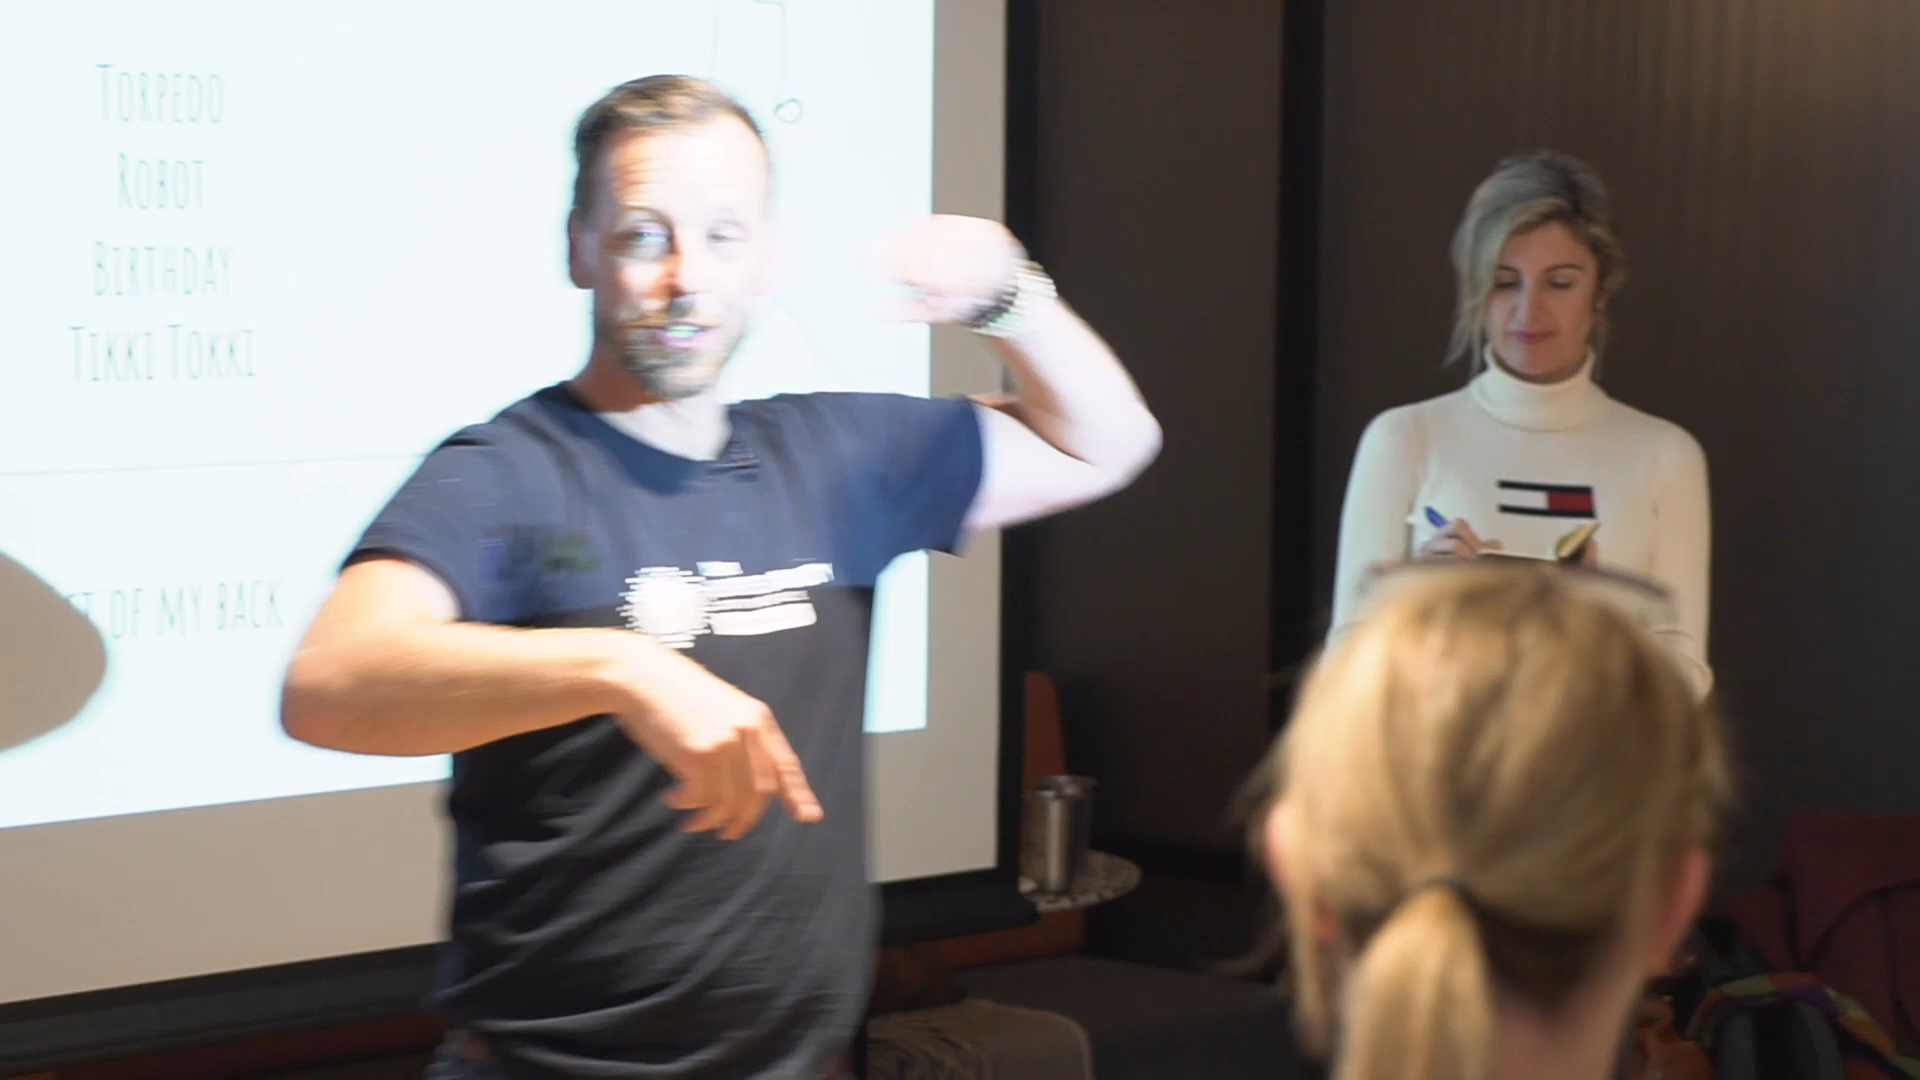 TORPEDO
ROBOT
BIRTHDAY
TIKKI TOKKI
OF MY BACK